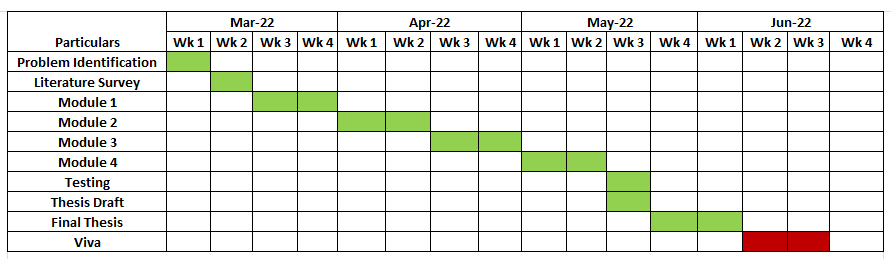 Mar-22 Apr-22 May-22 Jun-22
Particulars Wk 1 Wk 2 Wk 3 Wk 4 Wk 1 Wk 2 Wk 3 Wk 4 Wk 1 Wk 2 Wk 3 Wk 4 Wk 1 Wk 2 Wk 3 Wk 4
Problem Identification
Literature Survey
Module 1
Module 2
Module 3
Module 4
Testing
Thesis Draft
Final Thesis
Viva